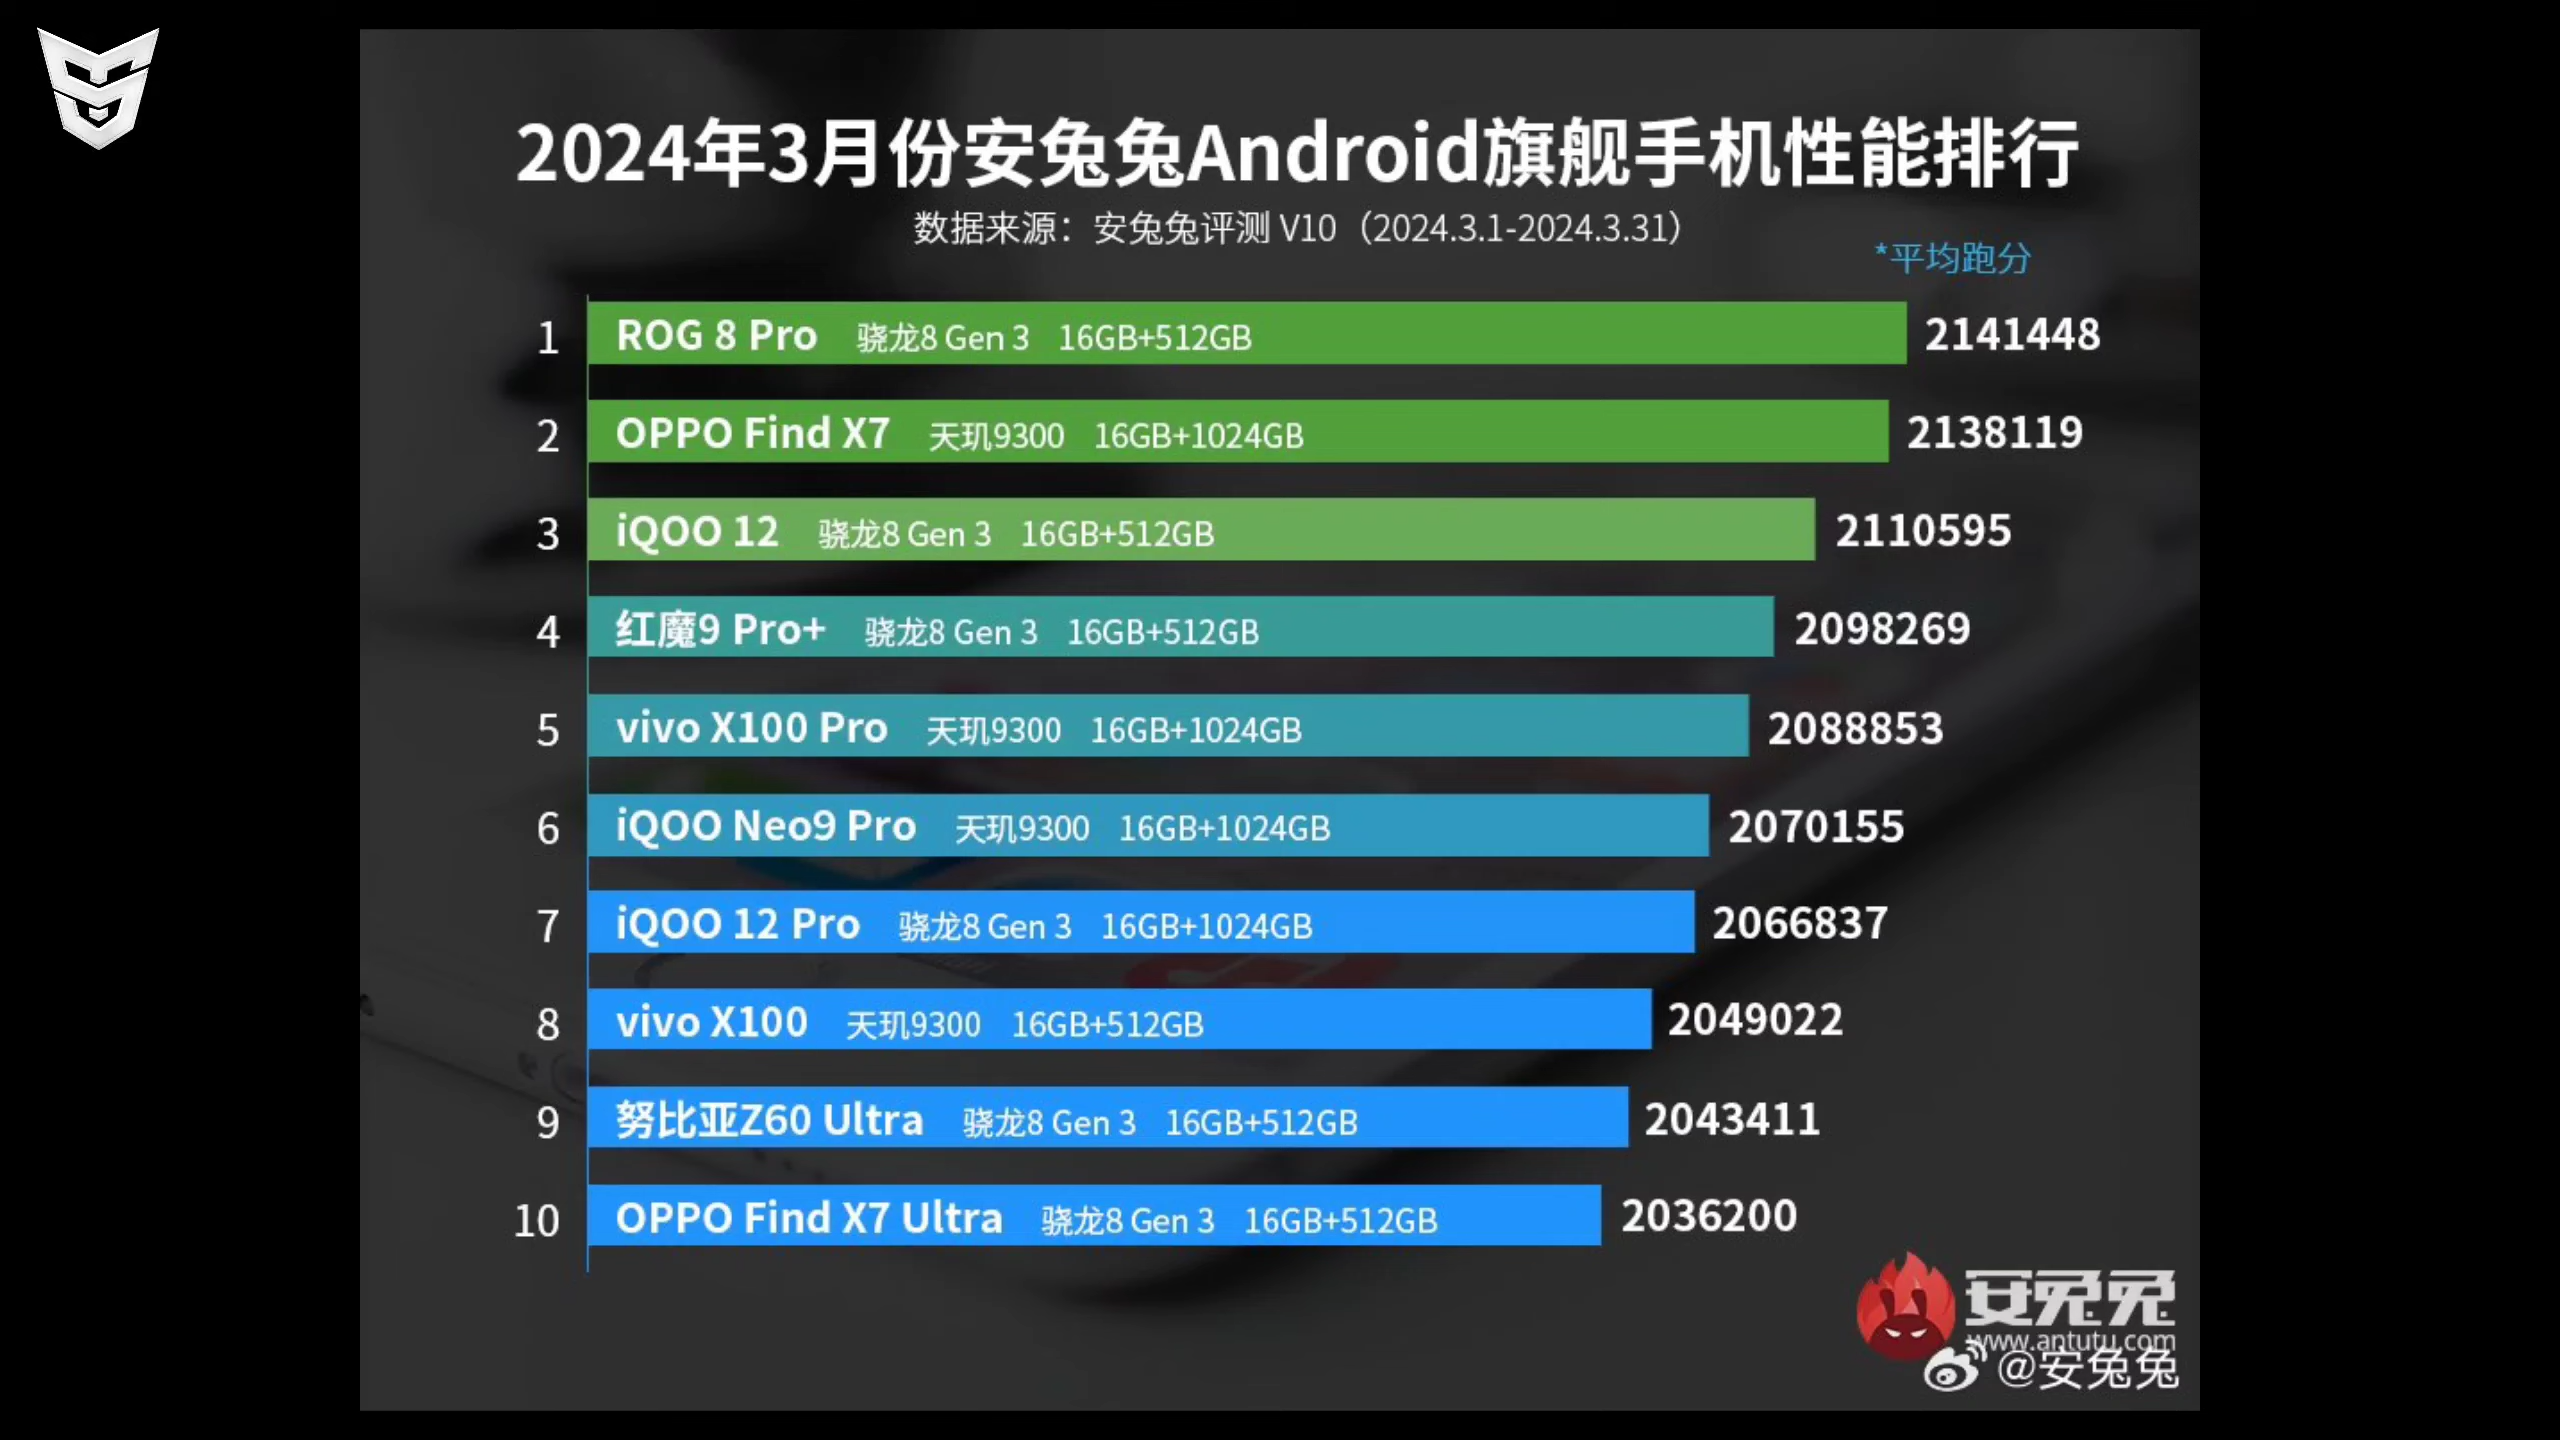 2024年3月份安兔兔Android旗舰手机性能排行
数据来源：安兔兔评测 V10（2024.3.1-2024.3.31）
*平均跑分
1 ROG 8 Pro 骁龙8 Gen 3 16GB+512GB 2141448
2 OPPO Find X7 天玑9300 16GB+1024GB 2138119
3 iQOO 12 骁龙8 Gen 3 16GB+512GB 2110595
4 红魔9 Pro+ 骁龙8 Gen 3 16GB+512GB 2098269
5 vivo X100 Pro 天玑9300 16GB+1024GB 2088853
6 iQOO Neo9 Pro 天玑9300 16GB+1024GB 2070155
7 iQOO 12 Pro 骁龙8 Gen 3 16GB+1024GB 2066837
8 vivo X100 天玑9300 16GB+512GB 2049022
9 努比亚Z60 Ultra 骁龙8 Gen 3 16GB+512GB 2043411
10 OPPO Find X7 Ultra 骁龙8 Gen 3 16GB+512GB 2036200
安兔兔
www.antutu.com
@安兔兔